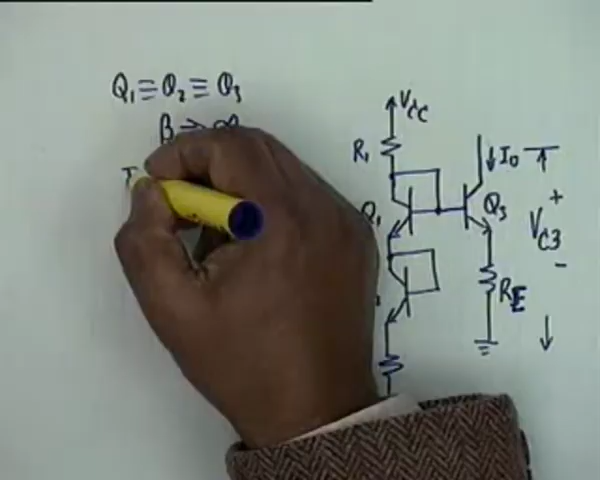 Q₁ ≡ Q₂ ≡ Q₃
β → ∞
I
V_CC
R₁
↓ I₀
Q₁
Q₃
+
V_C3
−
R_E